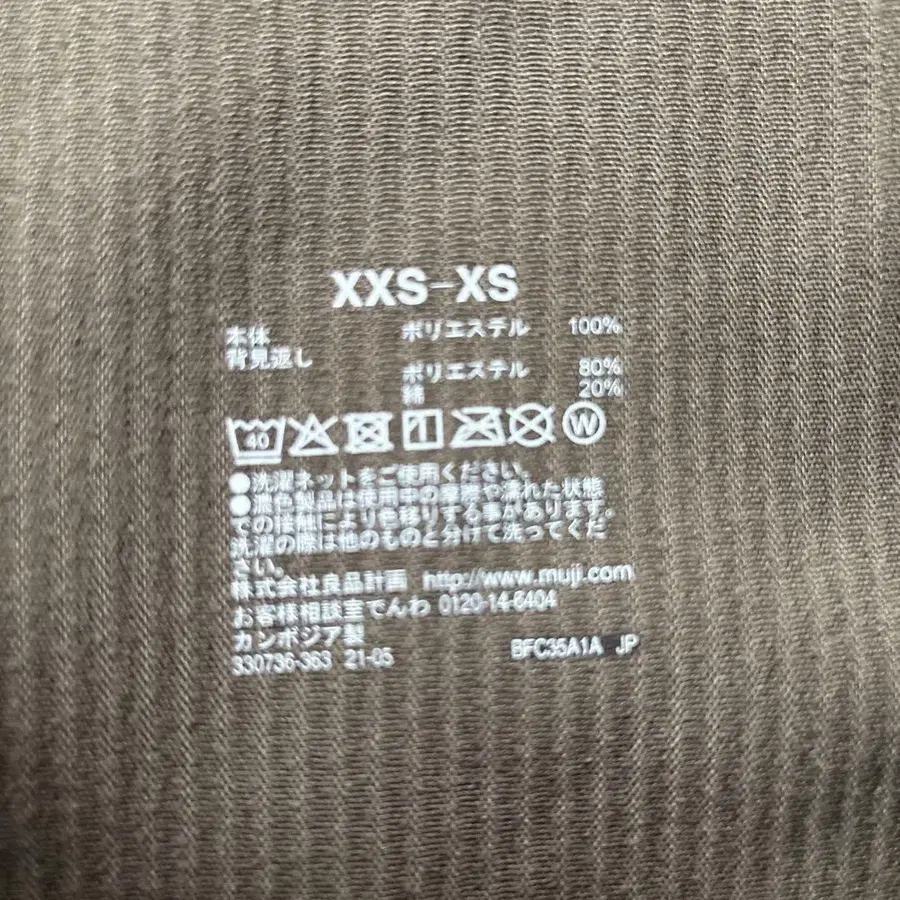 XXS-XS
本体 ポリエステル 100%
背見返し
ポリエステル 80%
綿 20%
40 W
●洗濯ネットをご使用ください。
●濃色製品は使用中の摩擦や濡れた状態
での接触により色移りする事があります。
洗濯の際は他のものと分けて洗ってくだ
さい。
株式会社良品計画 http://www.muji.com
お客様相談室でんわ 0120-14-6404
カンボジア製
330736-363 21-05 BFC35A1A JP